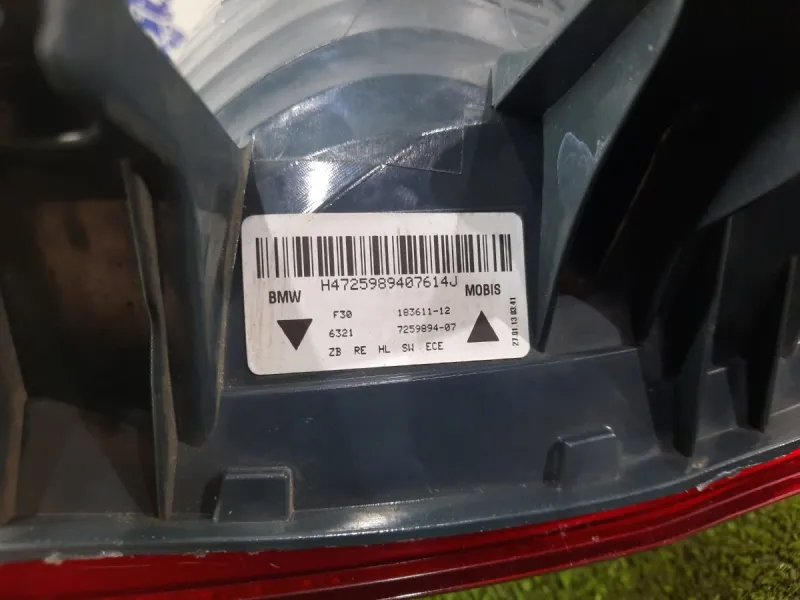 H4725989407614J
BMW MOBIS
F30 183611-12
6321 7259894-07
ZB RE HL SW ECE